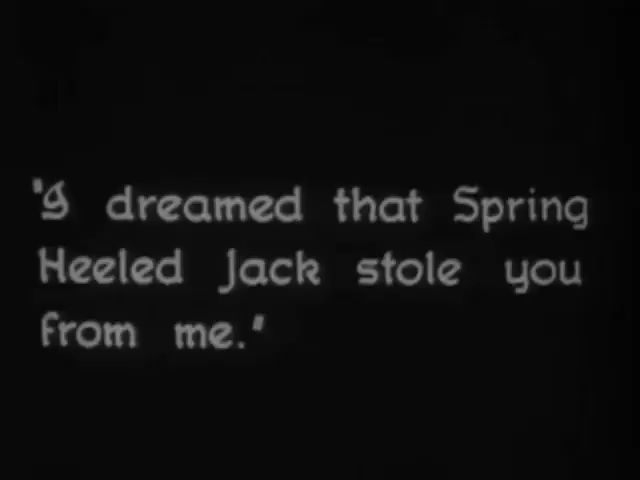 "I dreamed that Spring
Heeled Jack stole you
from me."